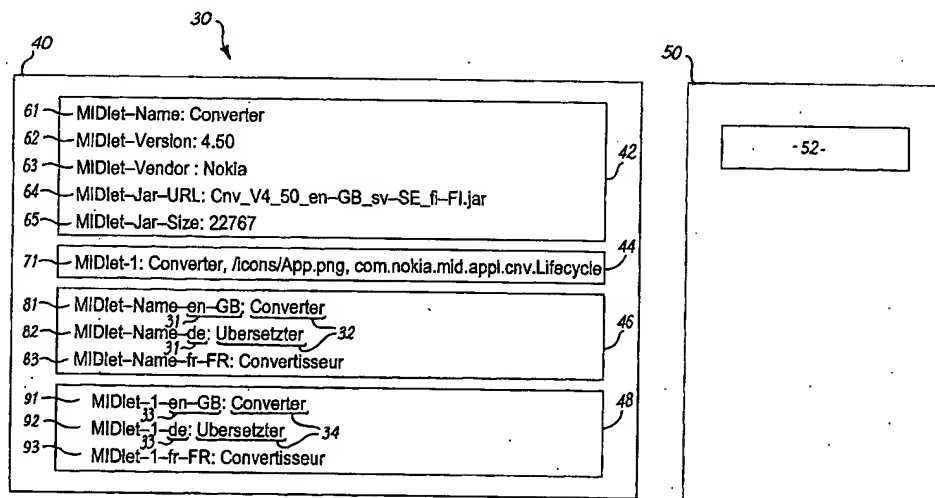 30
40
50
61 MIDlet-Name: Converter
62 MIDlet-Version: 4.50
63 MIDlet-Vendor : Nokia
42
-52-
64 MIDlet-Jar-URL: Cnv_V4_50_en-GB_sv-SE_fi-FI.jar
65 MIDlet-Jar-Size: 22767
44
71 MIDlet-1: Converter, /icons/App.png, com.nokia.mid.appl.cnv.Lifecycle
81 MIDlet-Name-en-GB: Converter
31
32
46
82 MIDlet-Name-de: Ubersetzter
31
83 MIDlet-Name-fr-FR: Convertisseur
91 MIDlet-1-en-GB: Converter
33
34
48
92 MIDlet-1-de: Ubersetzter
33
93 MIDlet-1-fr-FR: Convertisseur